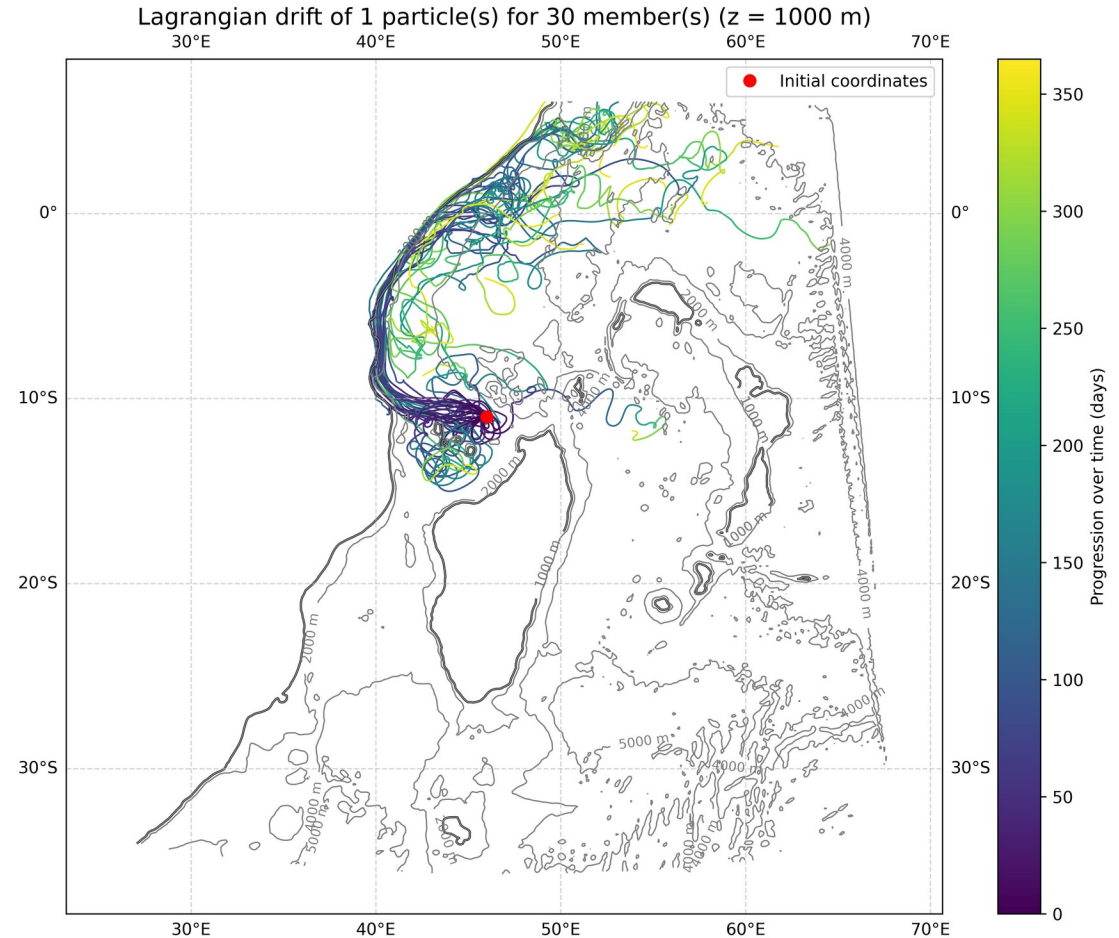 Lagrangian drift of 1 particle(s) for 30 member(s) (z = 1000 m)
30°E 40°E 50°E 60°E 70°E
Initial coordinates
0° 0°
10°S 10°S
20°S 20°S
30°S 30°S
30°E 40°E 50°E 60°E 70°E
350
300
250
200
150
100
50
0
Progression over time (days)
4000 m
2000 m
1000 m
1000 m
2000 m
4000 m
5000 m
4000 m
4000 m